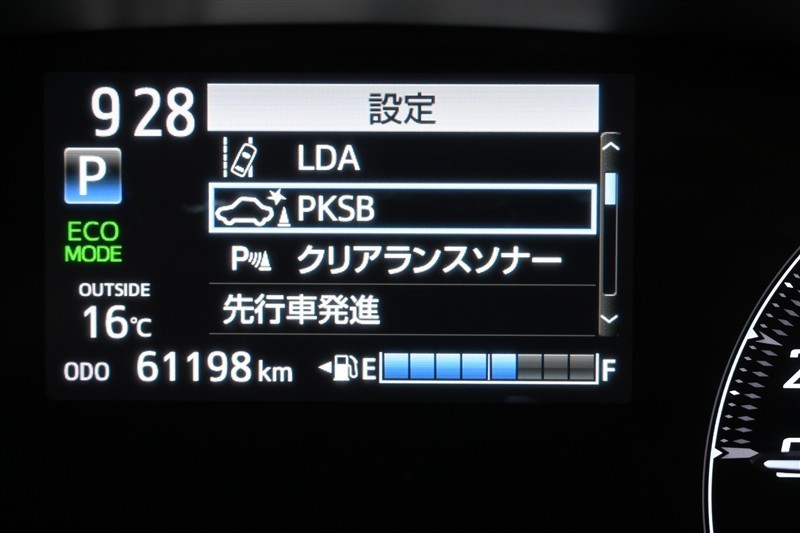 928
設定
LDA
P
PKSB
ECO
MODE
P クリアランスソナー
OUTSIDE
16℃
先行車発進
ODO 61198 km
E F
2